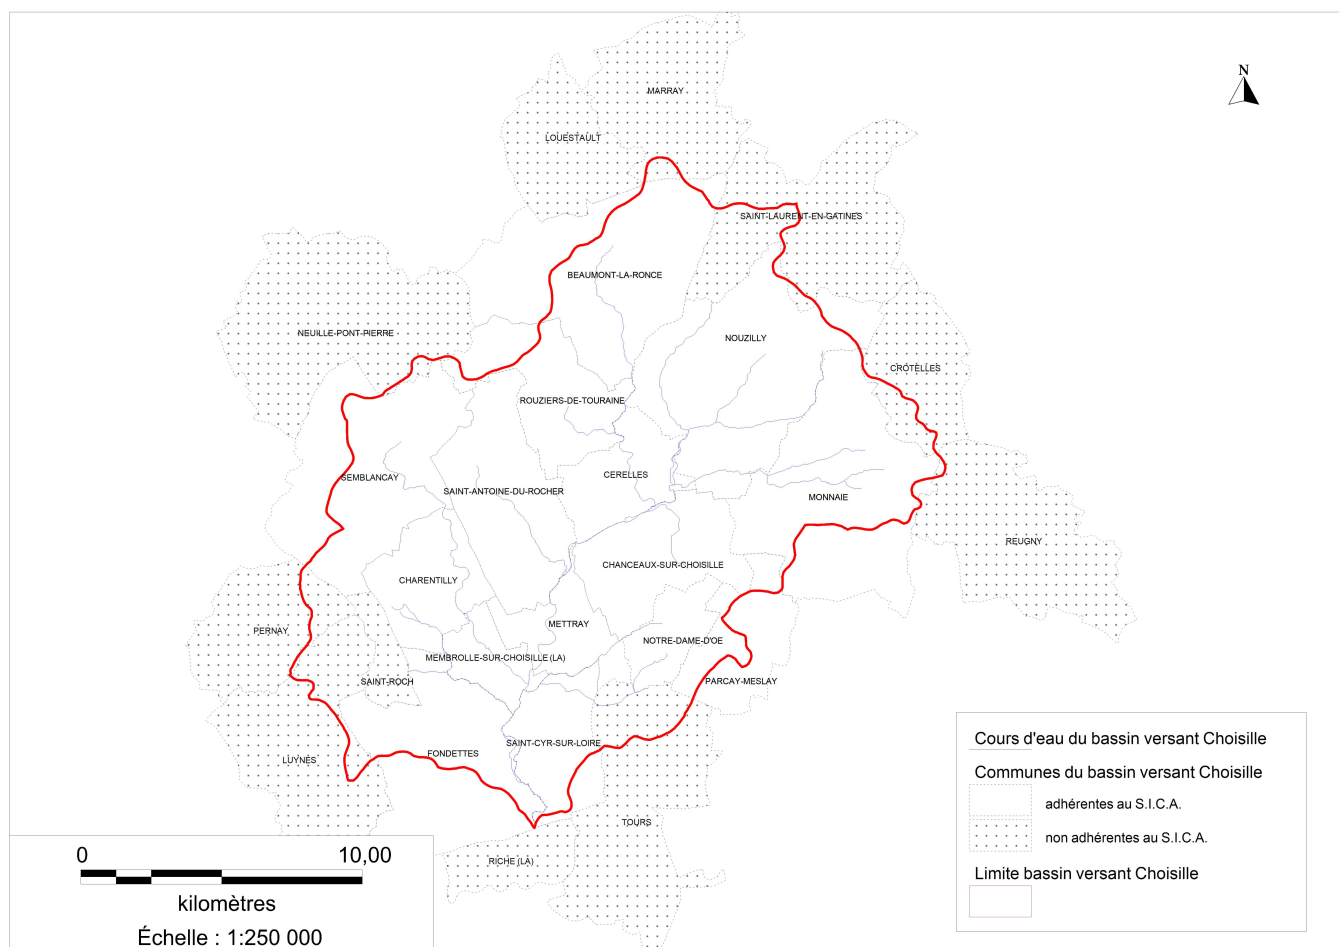 N
MARRAY
LOUESTAULT
SAINT-LAURENT-EN-GATINES
BEAUMONT-LA-RONCE
NEUILLE-PONT-PIERRE
NOUZILLY
CROTELLES
ROUZIERS-DE-TOURAINE
CERELLES
SEMBLANCAY
SAINT-ANTOINE-DU-ROCHER
MONNAIE
REUGNY
CHANCEAUX-SUR-CHOISILLE
CHARENTILLY
METTRAY
PERNAY
NOTRE-DAME-D'OE
MEMBROLLE-SUR-CHOISILLE (LA)
SAINT-ROCH
PARCAY-MESLAY
SAINT-CYR-SUR-LOIRE
FONDETTES
LUYNES
TOURS
RICHE (LA)
Cours d'eau du bassin versant Choisille
Communes du bassin versant Choisille
adhérentes au S.I.C.A.
non adhérentes au S.I.C.A.
Limite bassin versant Choisille
0 10,00
kilomètres
Échelle : 1:250 000